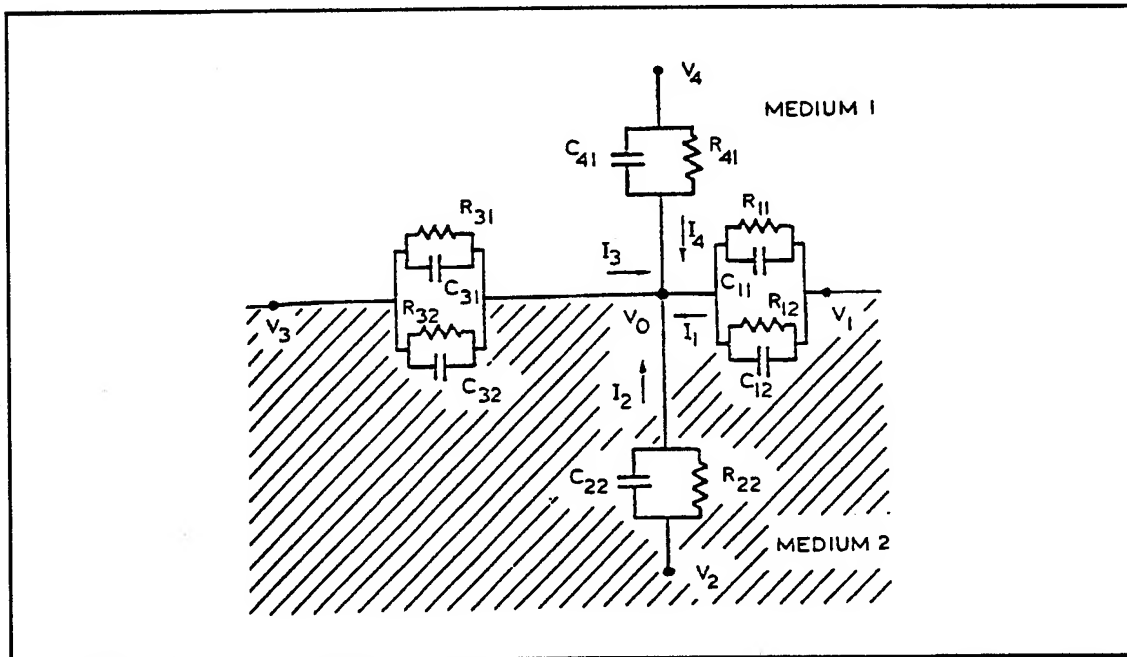 V4
MEDIUM 1
C41
R41
R31
R11
I3
I4
C31
C11
R32
R12
V3
V0
I1
V1
C32
C12
I2
C22
R22
MEDIUM 2
V2